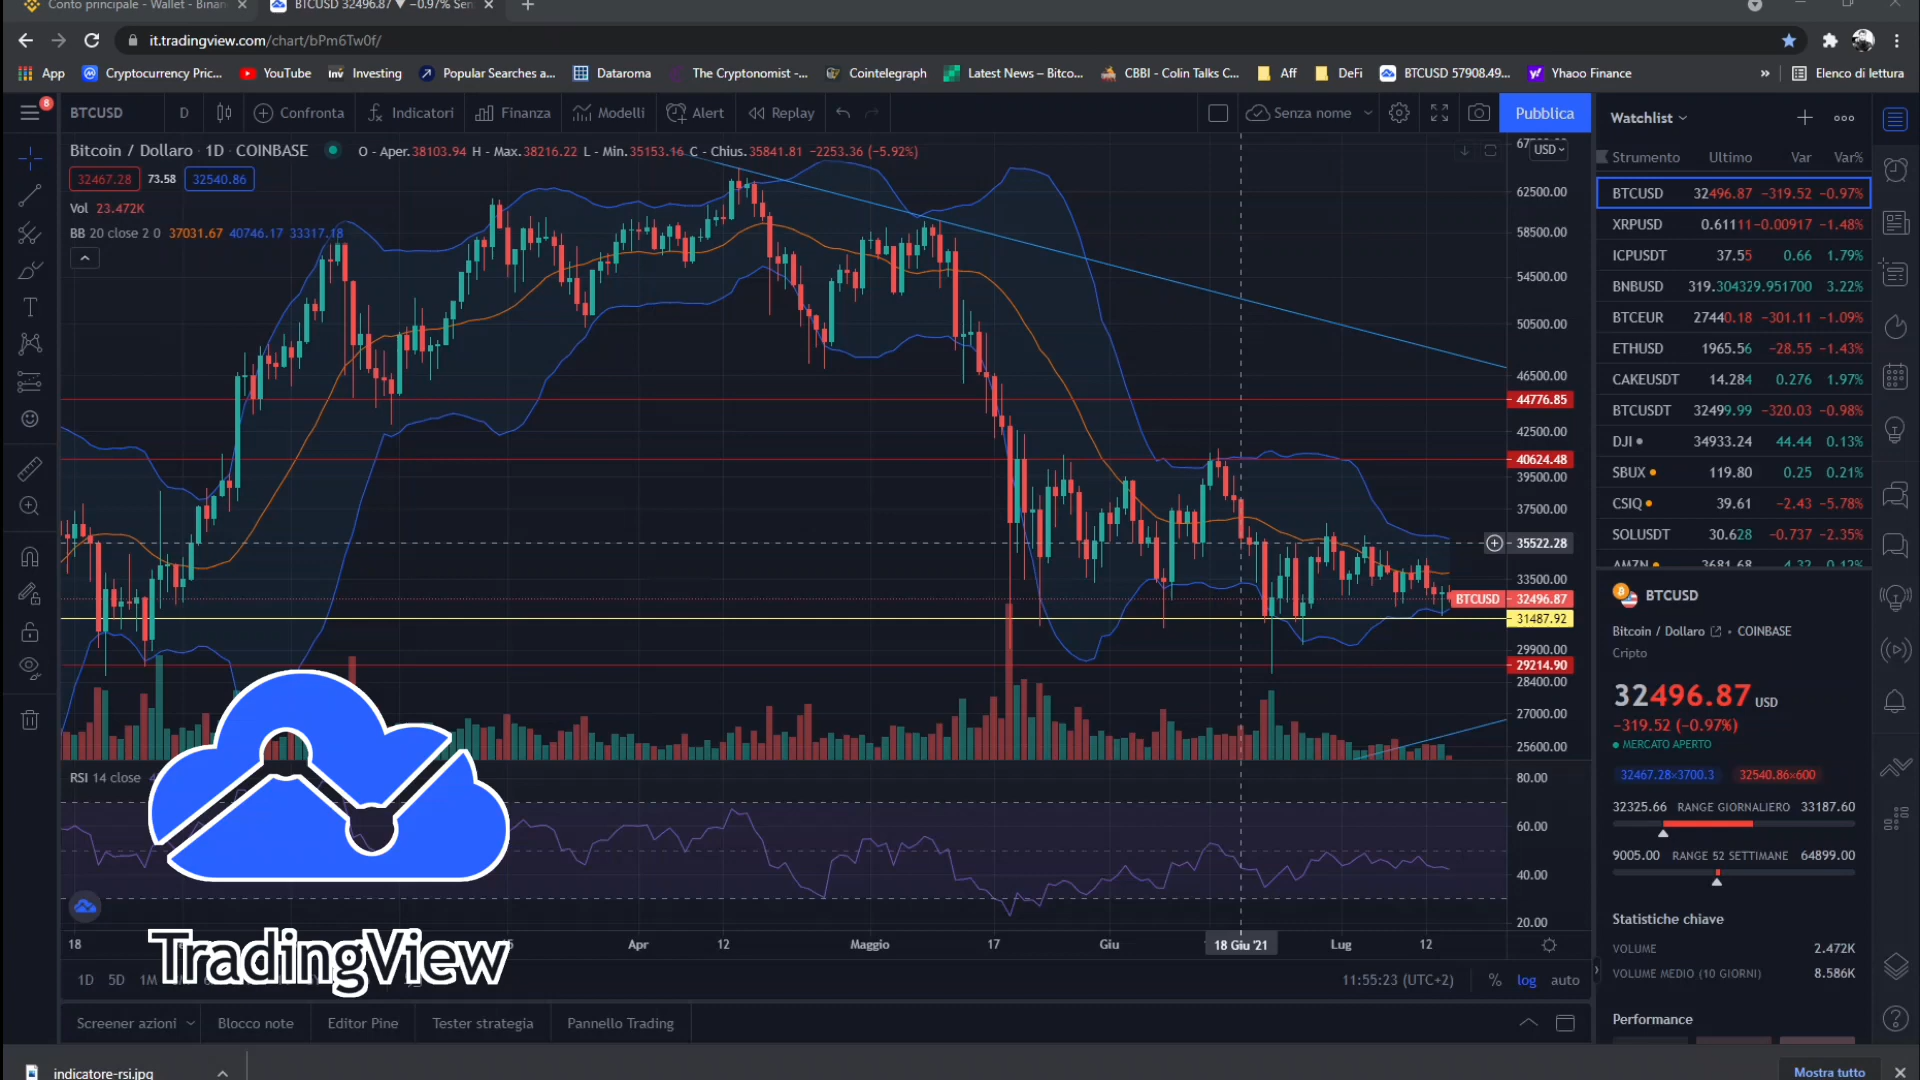 Conto principale - Wallet - Binan
BTCUSD 32496.87 ▼ −0.97% Sen
it.tradingview.com/chart/bPm6Tw0f/
App
Cryptocurrency Pric...
YouTube
Investing
Popular Searches a...
Dataroma
The Cryptonomist -...
Cointelegraph
Latest News – Bitco...
CBBI - Colin Talks C...
Aff
DeFi
BTCUSD 57908.49...
Yhaoo Finance
»
Elenco di lettura
8
BTCUSD
D
Confronta
Indicatori
Finanza
Modelli
Alert
Replay
Senza nome
Pubblica
Bitcoin / Dollaro · 1D · COINBASE
O - Aper.38103.94 H - Max.38216.22 L - Min.35153.16 C - Chius.35841.81 −2253.36 (−5.92%)
32467.28 73.58 32540.86
Vol 23.472K
BB 20 close 2 0 37031.67 40746.17 33317.18
USD
62500.00
58500.00
54500.00
50500.00
46500.00
44776.85
42500.00
40624.48
39500.00
37500.00
35522.28
33500.00
BTCUSD 32496.87
31487.92
29900.00
29214.90
28400.00
27000.00
25600.00
RSI 14 close
80.00
60.00
40.00
20.00
TradingView
18
Apr
12
Maggio
17
Giu
18 Giu '21
Lug
12
1D 5D 1M
11:55:23 (UTC+2)
% log auto
Screener azioni
Blocco note
Editor Pine
Tester strategia
Pannello Trading
indicatore-rsi.jpg
Mostra tutto
Watchlist
Strumento Ultimo Var Var%
BTCUSD 32496.87 −319.52 −0.97%
XRPUSD 0.61111−0.00917 −1.48%
ICPUSDT 37.55 0.66 1.79%
BNBUSD 319.304329.951700 3.22%
BTCEUR 27440.18 −301.11 −1.09%
ETHUSD 1965.56 −28.55 −1.43%
CAKEUSDT 14.284 0.276 1.97%
BTCUSDT 32499.99 −320.03 −0.98%
DJI 34933.24 44.44 0.13%
SBUX 119.80 0.25 0.21%
CSIQ 39.61 −2.43 −5.78%
SOLUSDT 30.628 −0.737 −2.35%
AMZN 3681.68 4.32 0.12%
BTCUSD
Bitcoin / Dollaro • COINBASE
Cripto
32496.87 USD
−319.52 (−0.97%)
MERCATO APERTO
32467.28×3700.3 32540.86×600
32325.66 RANGE GIORNALIERO 33187.60
9005.00 RANGE 52 SETTIMANE 64899.00
Statistiche chiave
VOLUME 2.472K
VOLUME MEDIO (10 GIORNI) 8.586K
Performance